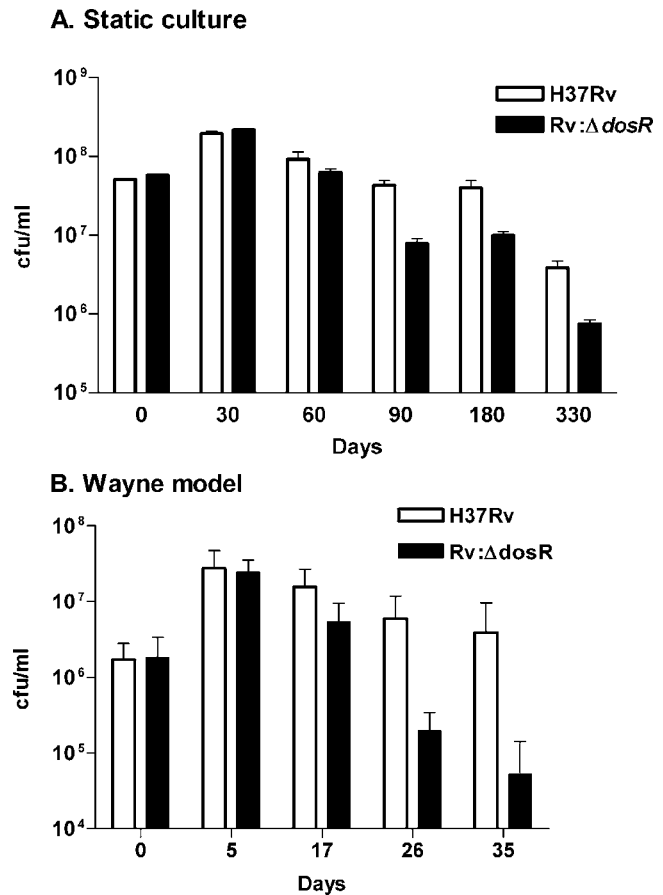 A. Static culture
H37Rv
Rv:ΔdosR
10⁹
10⁸
10⁷
10⁶
10⁵
cfu/ml
0 30 60 90 180 330
Days
B. Wayne model
H37Rv
Rv:ΔdosR
10⁸
10⁷
10⁶
10⁵
10⁴
cfu/ml
0 5 17 26 35
Days